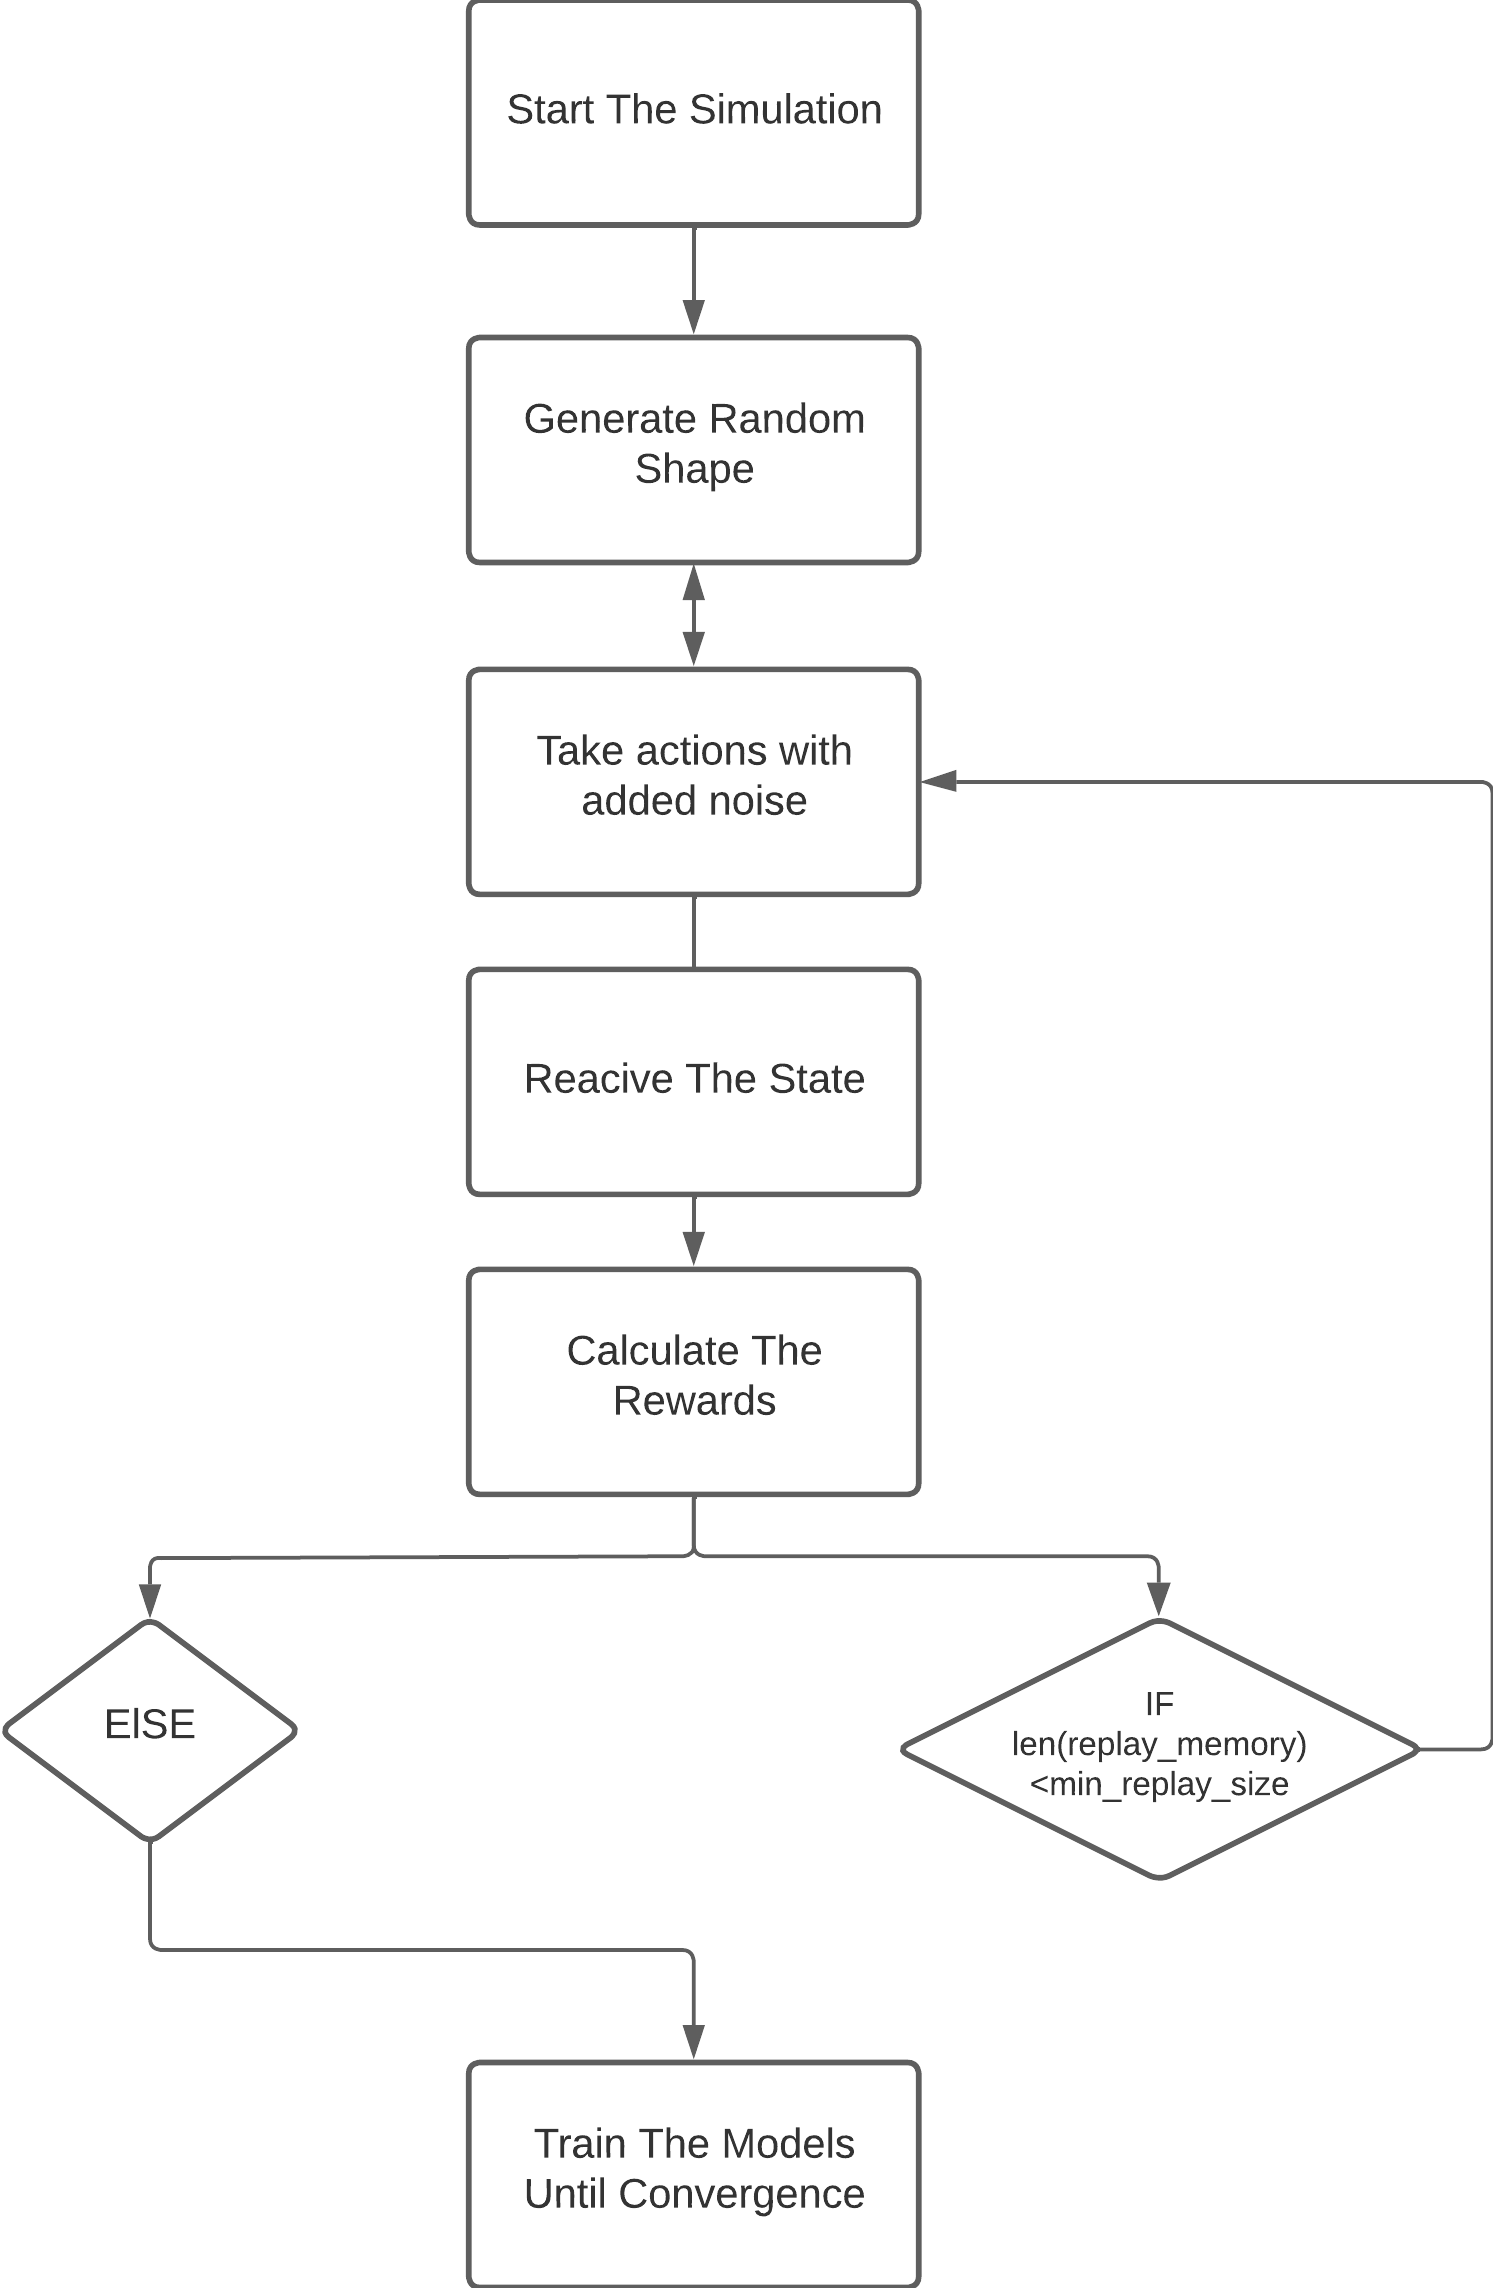 Start The Simulation
Generate Random
Shape
Take actions with
added noise
Reacive The State
Calculate The
Rewards
ElSE
IF
len(replay_memory)
<min_replay_size
Train The Models
Until Convergence